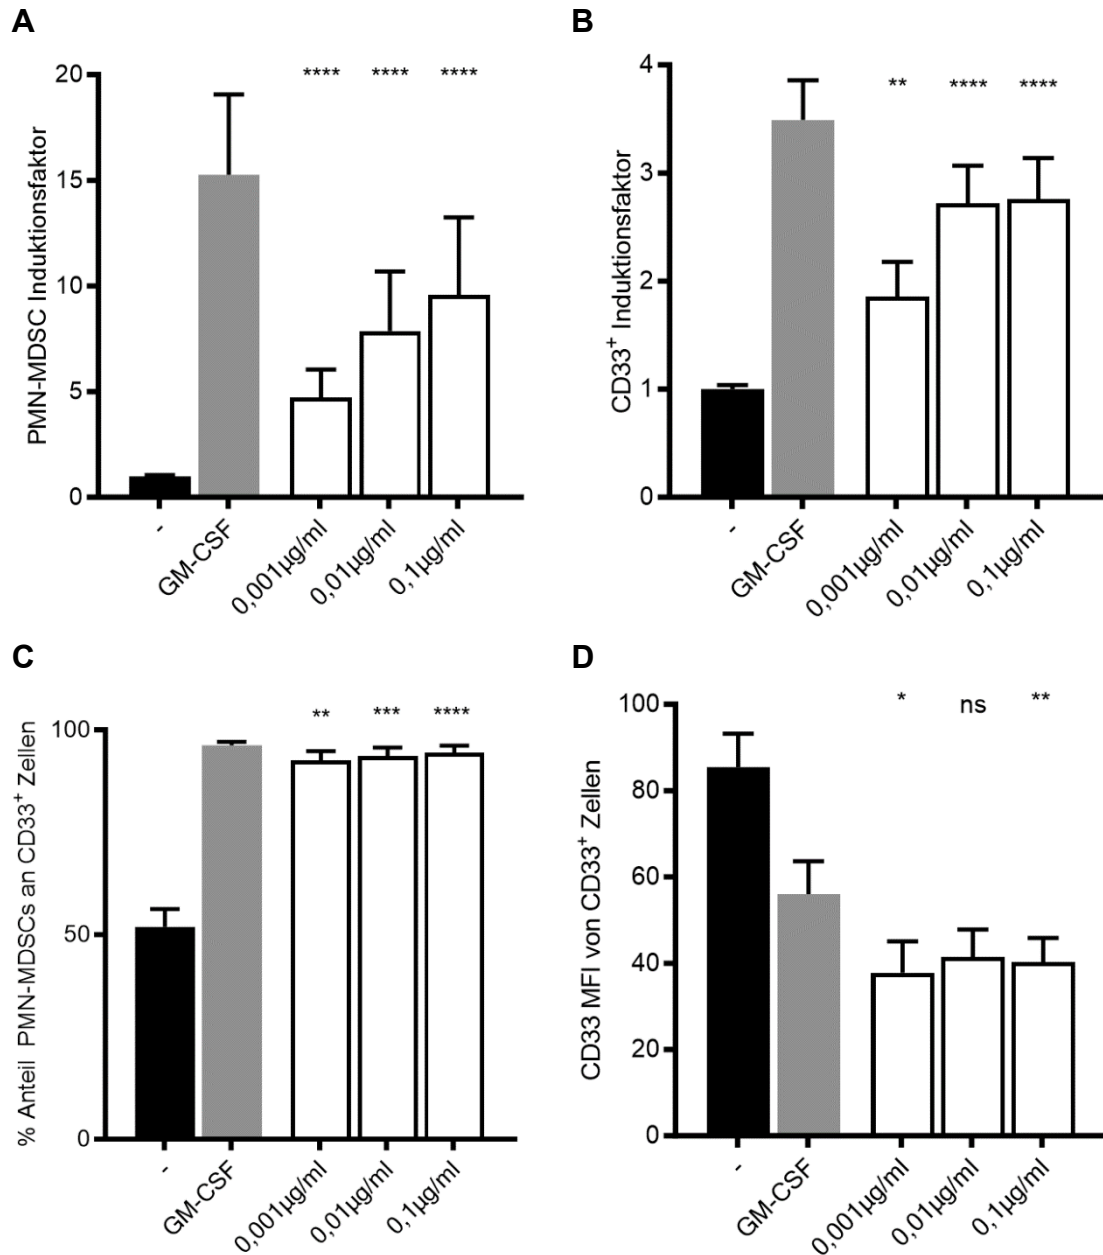 A
PMN-MDSC Induktionsfaktor
20
15
10
5
0
**** **** ****
-
GM-CSF
0,001µg/ml
0,01µg/ml
0,1µg/ml
B
CD33+ Induktionsfaktor
4
3
2
1
0
** **** ****
-
GM-CSF
0,001µg/ml
0,01µg/ml
0,1µg/ml
C
% Anteil PMN-MDSCs an CD33+ Zellen
100
50
0
** *** ****
-
GM-CSF
0,001µg/ml
0,01µg/ml
0,1µg/ml
D
CD33 MFI von CD33+ Zellen
100
80
60
40
20
0
* ns **
-
GM-CSF
0,001µg/ml
0,01µg/ml
0,1µg/ml